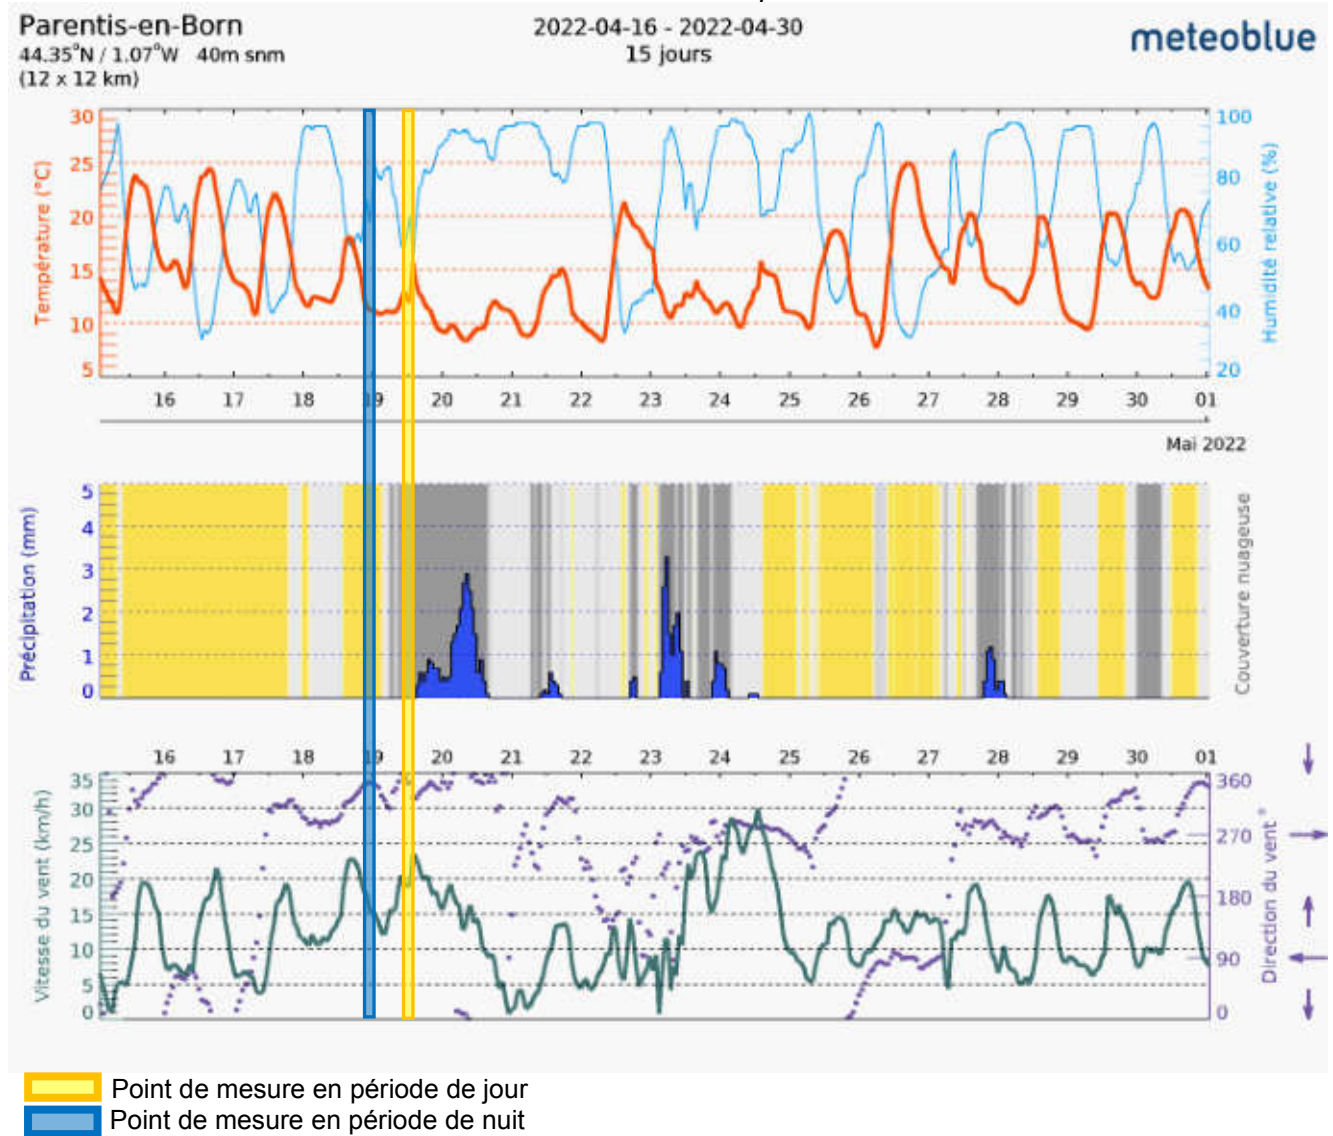 Parentis-en-Born
44.35°N / 1.07°W 40m snm
(12 x 12 km)
2022-04-16 - 2022-04-30
15 jours
meteoblue
Température (°C)
30
25
20
15
10
5
Humidité relative (%)
100
80
60
40
20
16 17 18 19 20 21 22 23 24 25 26 27 28 29 30 01
Mai 2022
Précipitation (mm)
5
4
3
2
1
0
Couverture nuageuse
16 17 18 19 20 21 22 23 24 25 26 27 28 29 30 01
Vitesse du vent (km/h)
35
30
25
20
15
10
5
0
Direction du vent °
360
270
180
90
0
Point de mesure en période de jour
Point de mesure en période de nuit